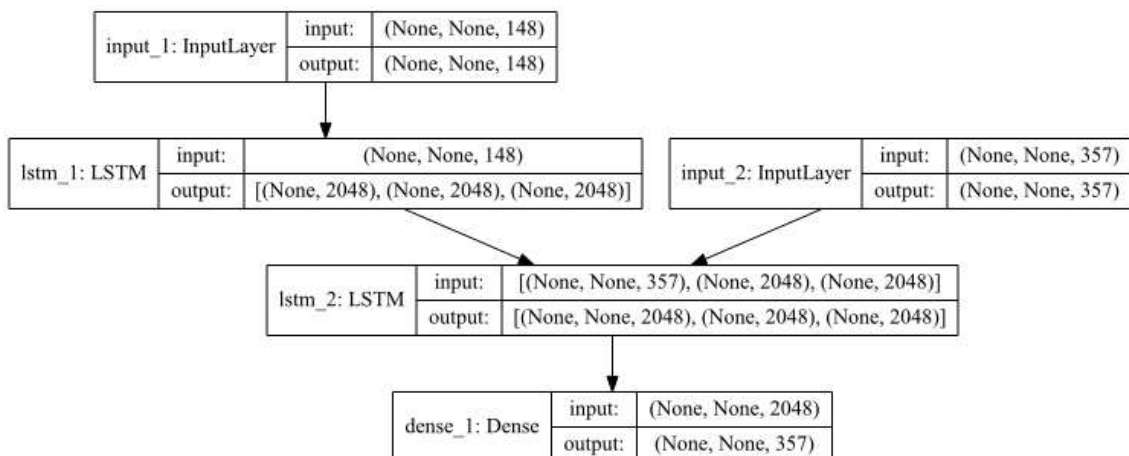 input_1: InputLayer
input: (None, None, 148)
output: (None, None, 148)
lstm_1: LSTM
input: (None, None, 148)
output: [(None, 2048), (None, 2048), (None, 2048)]
input_2: InputLayer
input: (None, None, 357)
output: (None, None, 357)
lstm_2: LSTM
input: [(None, None, 357), (None, 2048), (None, 2048)]
output: [(None, None, 2048), (None, 2048), (None, 2048)]
dense_1: Dense
input: (None, None, 2048)
output: (None, None, 357)